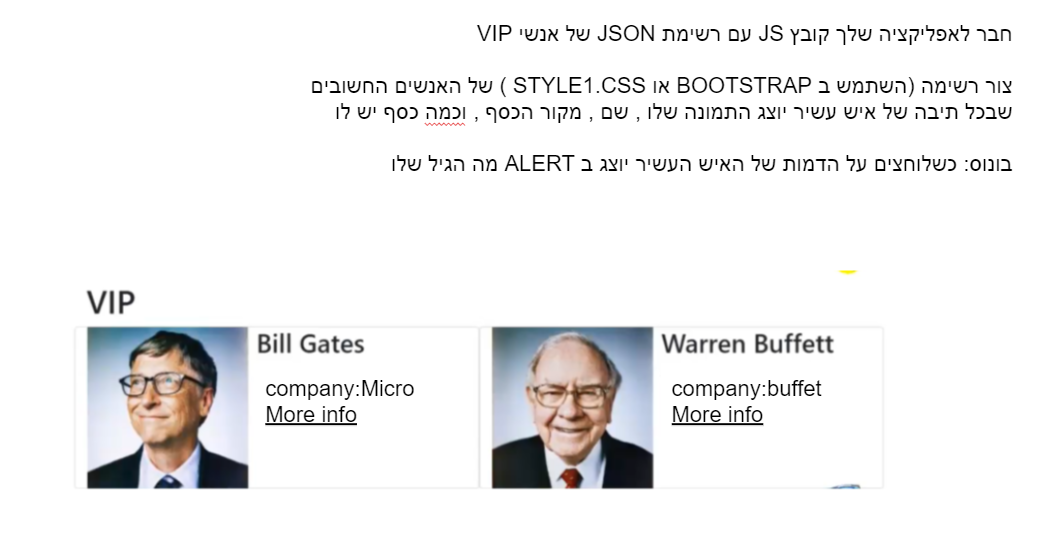 חבר לאפליקציה שלך קובץ JS עם רשימת JSON של אנשי VIP
צור רשימה (השתמש ב BOOTSTRAP או STYLE1.CSS ) של האנשים החשובים
שבכל תיבה של איש עשיר יוצג התמונה שלו , שם , מקור הכסף , וכמה כסף יש לו
בונוס: כשלוחצים על הדמות של האיש העשיר יוצג ב ALERT מה הגיל שלו
VIP
Bill Gates
company:Micro
More info
Warren Buffett
company:buffet
More info